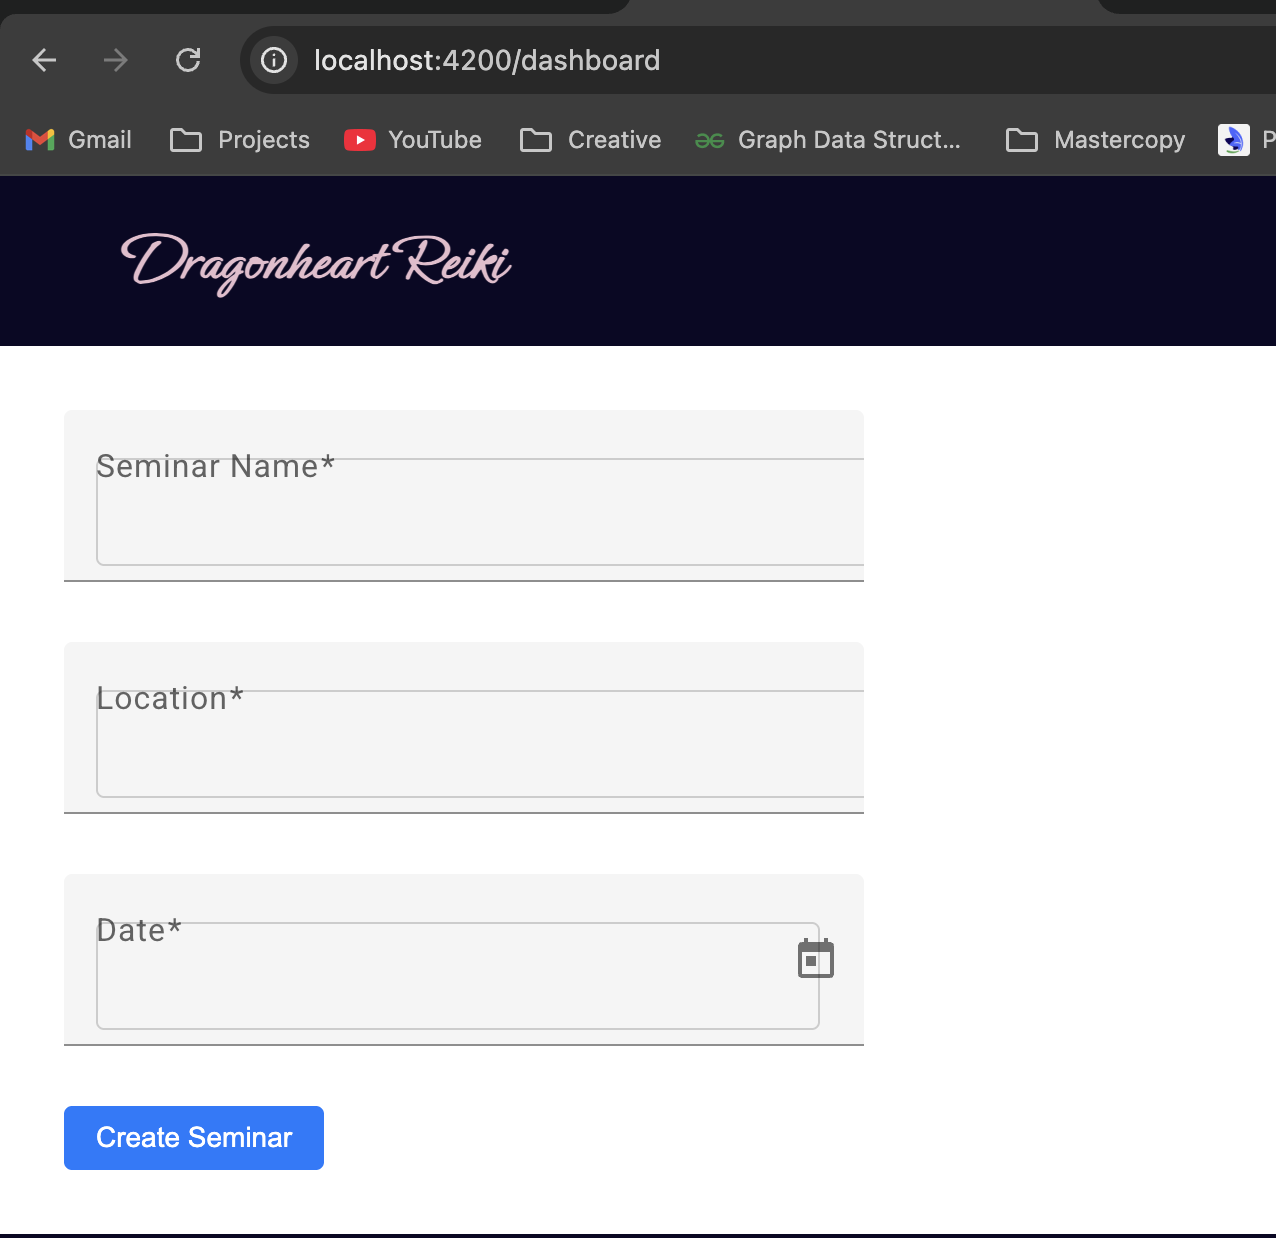 localhost:4200/dashboard
Gmail Projects YouTube Creative Graph Data Struct... Mastercopy P
Dragonheart Reiki
Seminar Name*
Location*
Date*
Create Seminar